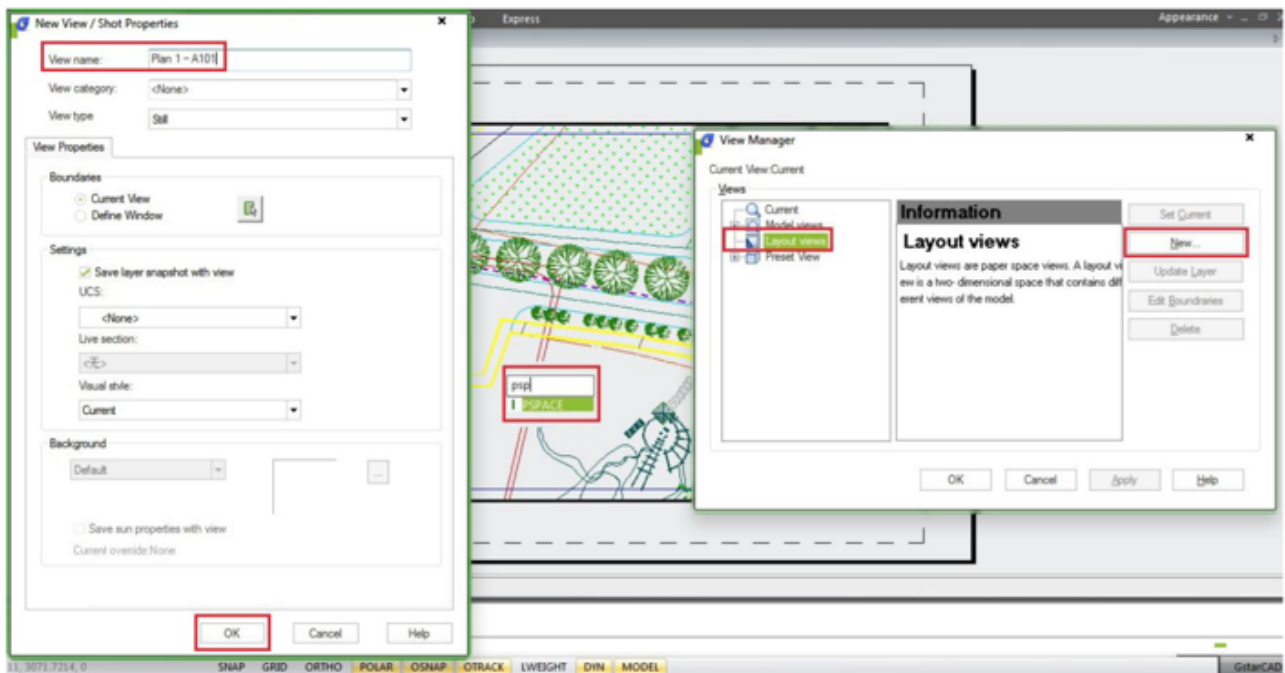 New View / Shot Properties
View name: Plan 1 - A101
View category: <None>
View type Still
View Properties
Boundaries
Current View
Define Window
Settings
Save layer snapshot with view
UCS:
<None>
Live section:
<无>
Visual style:
Current
Background
Default
...
Save sun properties with view
Current override:None
OK Cancel Help
Express
Appearance
psp
PSPACE
View Manager
Current View:Current
Views
Current
Model views
Layout views
Preset View
Information
Layout views
Layout views are paper space views. A layout vi
ew is a two- dimensional space that contains diff
erent views of the model.
Set Current
New...
Update Layer
Edit Boundaries
Delete
OK Cancel Apply Help
11, 3071.7214, 0 SNAP GRID ORTHO POLAR OSNAP OTRACK LWEIGHT DYN MODEL GstarCAD